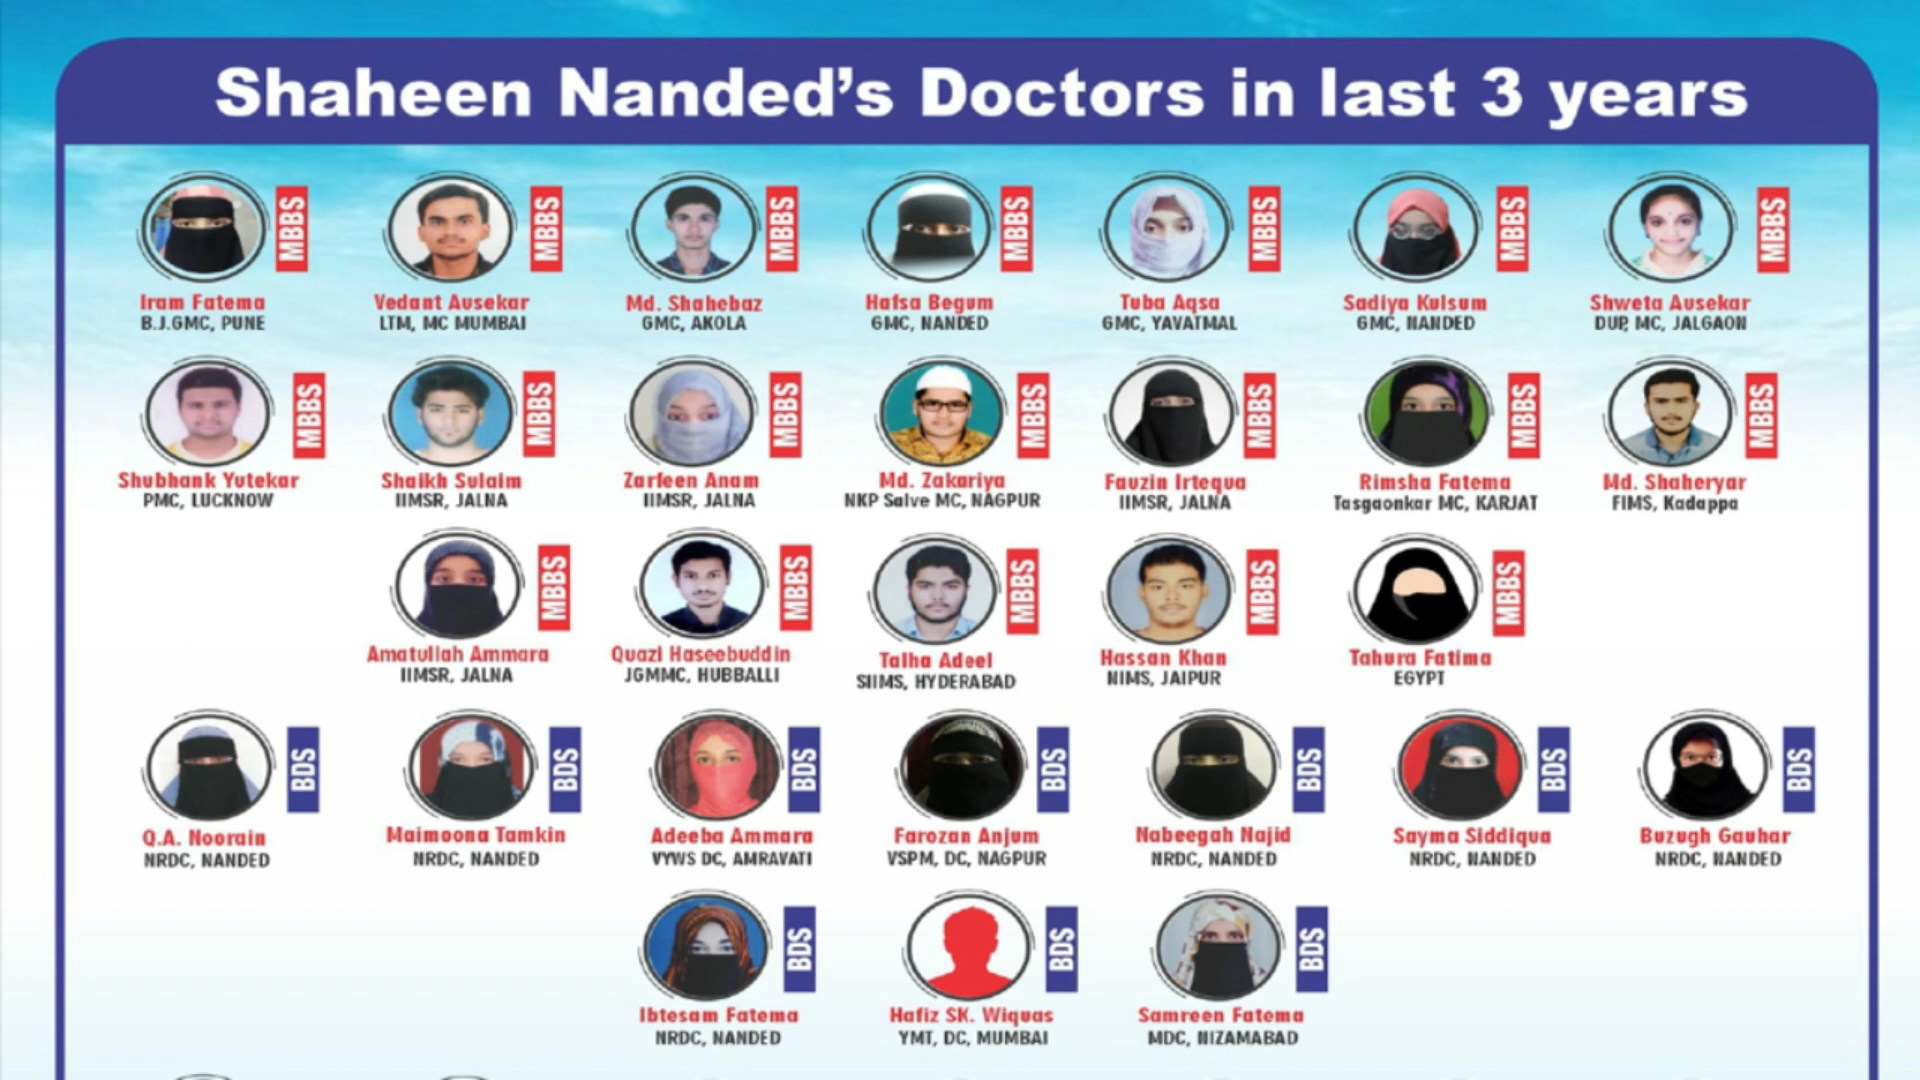 Shaheen Nanded's Doctors in last 3 years
MBBS MBBS MBBS MBBS MBBS MBBS MBBS
Iram Fatema Vedant Ausekar Md. Shahebaz Hafsa Begum Tuba Aqsa Sadiya Kulsum Shweta Ausekar
B.J.GMC, PUNE LTM, MC MUMBAI GMC, AKOLA GMC, NANDED GMC, YAVATMAL GMC, NANDED DUP, MC, JALGAON
MBBS MBBS MBBS MBBS MBBS MBBS MBBS
Shubhank Yutekar Shaikh Sulaim Zarfeen Anam Md. Zakariya Fauzin Irtequa Rimsha Fatema Md. Shaheryar
PMC, LUCKNOW IIMSR, JALNA IIMSR, JALNA NKP Salve MC, NAGPUR IIMSR, JALNA Tasgaonkar MC, KARJAT FIMS, Kadappa
MBBS MBBS MBBS MBBS MBBS
Amatullah Ammara Quazi Haseebuddin Talha Adeel Hassan Khan Tahura Fatima
IIMSR, JALNA JGMMC, HUBBALLI SIIMS, HYDERABAD NIMS, JAIPUR EGYPT
BDS BDS BDS BDS BDS BDS BDS
Q.A. Noorain Maimoona Tamkin Adeeba Ammara Farozan Anjum Nabeegah Najid Sayma Siddiqua Buzugh Gauhar
NRDC, NANDED NRDC, NANDED VYWS DC, AMRAVATI VSPM, DC, NAGPUR NRDC, NANDED NRDC, NANDED NRDC, NANDED
BDS BDS BDS
Ibtesam Fatema Hafiz SK. Wiquas Samreen Fatema
NRDC, NANDED YMT, DC, MUMBAI MDC, NIZAMABAD